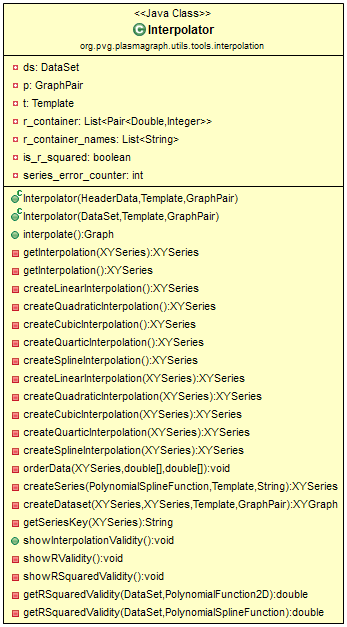 <<Java Class>>
C Interpolator
org.pvg.plasmagraph.utils.tools.interpolation
ds: DataSet
p: GraphPair
t: Template
r_container: List<Pair<Double,Integer>>
r_container_names: List<String>
is_r_squared: boolean
series_error_counter: int
C Interpolator(HeaderData,Template,GraphPair)
C Interpolator(DataSet,Template,GraphPair)
interpolate():Graph
getInterpolation(XYSeries):XYSeries
getInterpolation():XYSeries
createLinearInterpolation():XYSeries
createQuadraticInterpolation():XYSeries
createCubicInterpolation():XYSeries
createQuarticInterpolation():XYSeries
createSplineInterpolation():XYSeries
createLinearInterpolation(XYSeries):XYSeries
createQuadraticInterpolation(XYSeries):XYSeries
createCubicInterpolation(XYSeries):XYSeries
createQuarticInterpolation(XYSeries):XYSeries
createSplineInterpolation(XYSeries):XYSeries
orderData(XYSeries,double[],double[]):void
createSeries(PolynomialSplineFunction,Template,String):XYSeries
createDataset(XYSeries,XYSeries,Template,GraphPair):XYGraph
getSeriesKey(XYSeries):String
showInterpolationValidity():void
showRValidity():void
showRSquaredValidity():void
getRSquaredValidity(DataSet,PolynomialFunction2D):double
getRSquaredValidity(DataSet,PolynomialSplineFunction):double